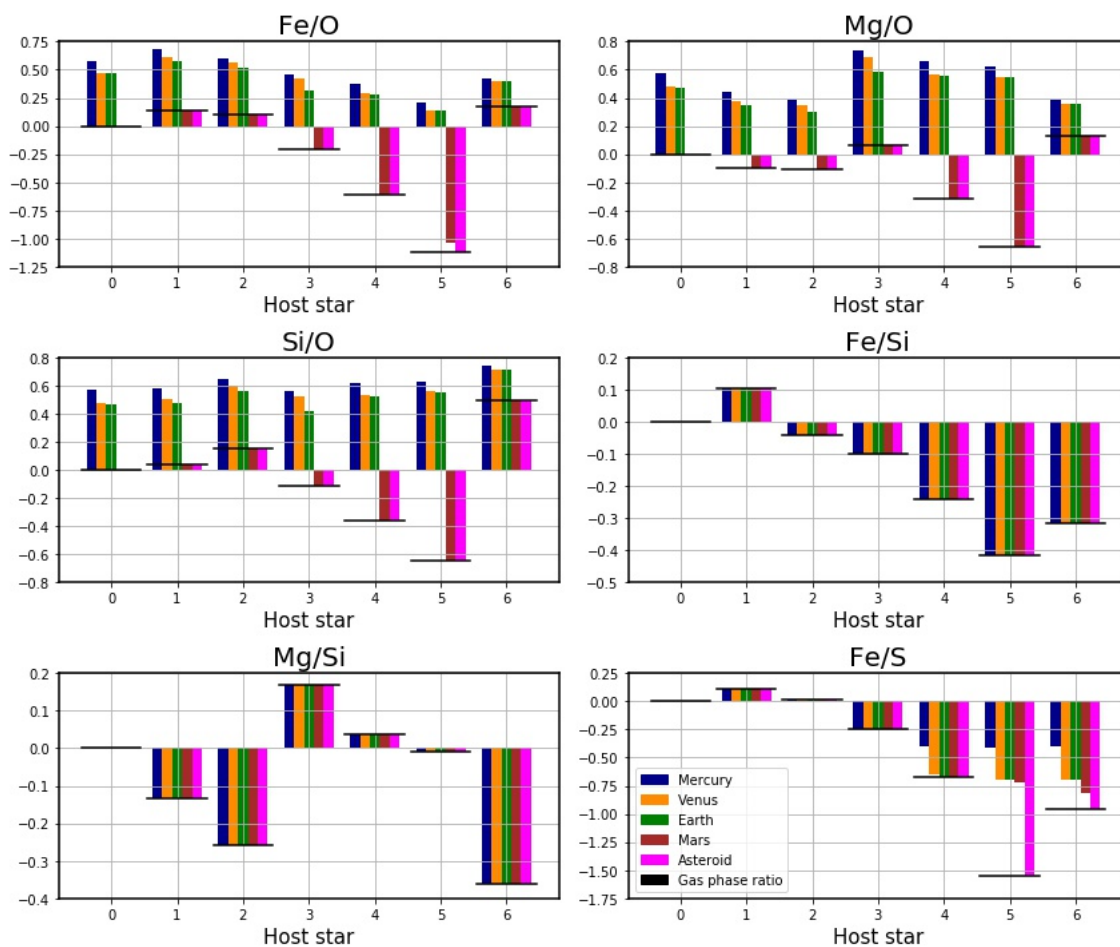 Fe/O
0.75
0.50
0.25
0.00
−0.25
−0.50
−0.75
−1.00
−1.25
0 1 2 3 4 5 6
Host star
Mg/O
0.8
0.6
0.4
0.2
0.0
−0.2
−0.4
−0.6
−0.8
0 1 2 3 4 5 6
Host star
Si/O
0.8
0.6
0.4
0.2
0.0
−0.2
−0.4
−0.6
−0.8
0 1 2 3 4 5 6
Host star
Fe/Si
0.2
0.1
0.0
−0.1
−0.2
−0.3
−0.4
−0.5
0 1 2 3 4 5 6
Host star
Mg/Si
0.2
0.1
0.0
−0.1
−0.2
−0.3
−0.4
0 1 2 3 4 5 6
Host star
Fe/S
0.25
0.00
−0.25
−0.50
−0.75
−1.00
−1.25
−1.50
−1.75
Mercury
Venus
Earth
Mars
Asteroid
Gas phase ratio
0 1 2 3 4 5 6
Host star